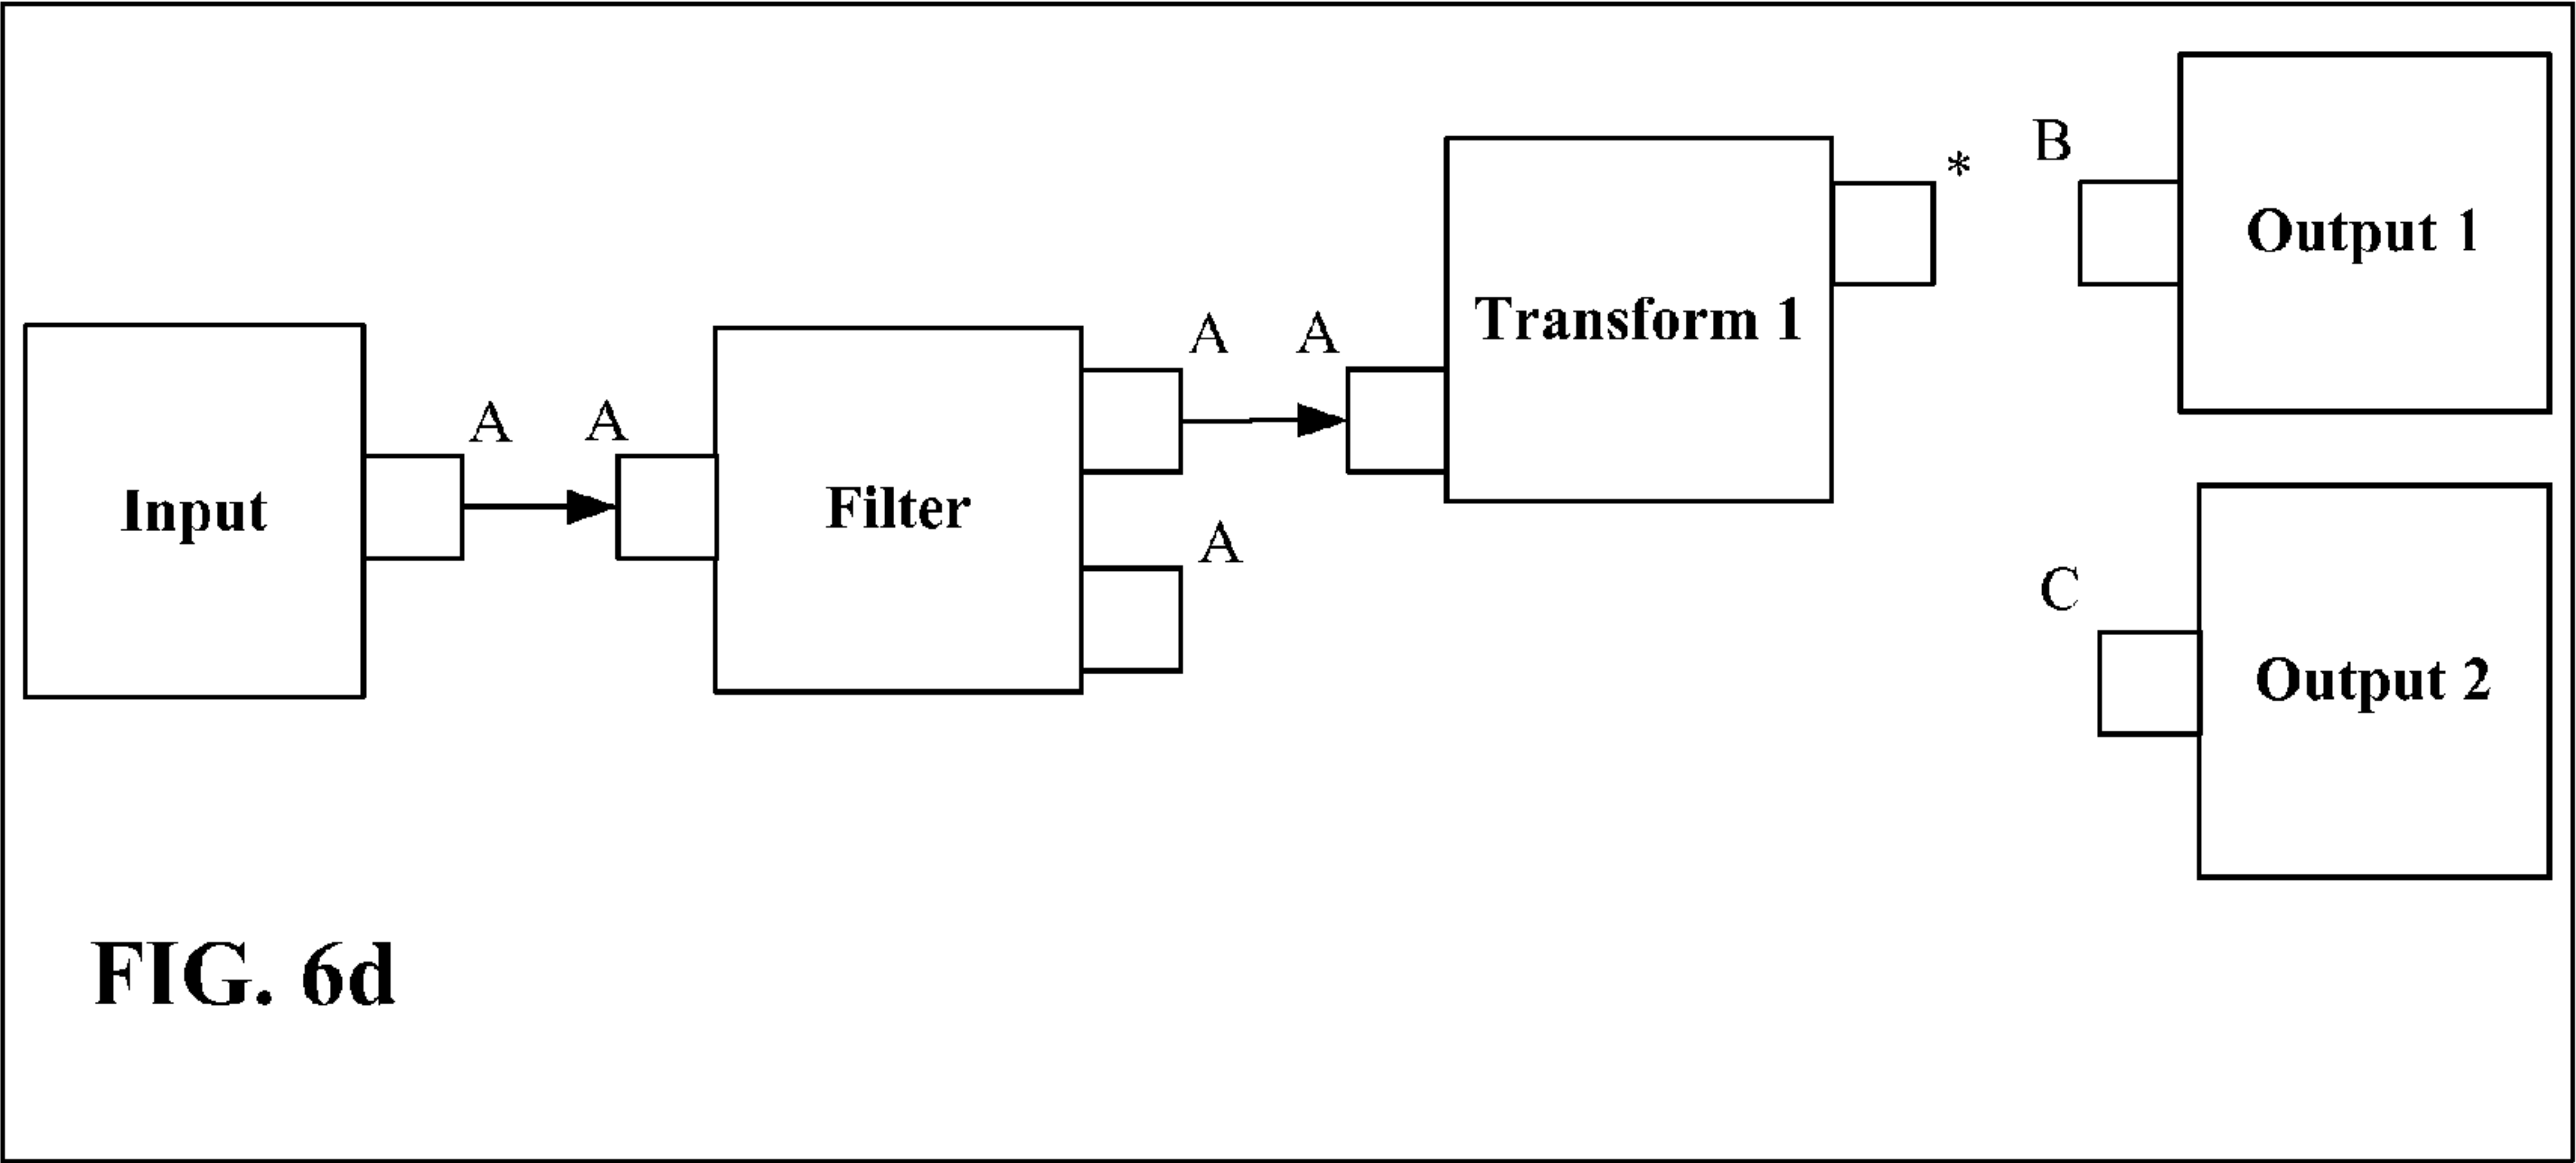 B
*
Output 1
Transform 1
A
A
A
A
Input
Filter
A
C
Output 2
FIG. 6d